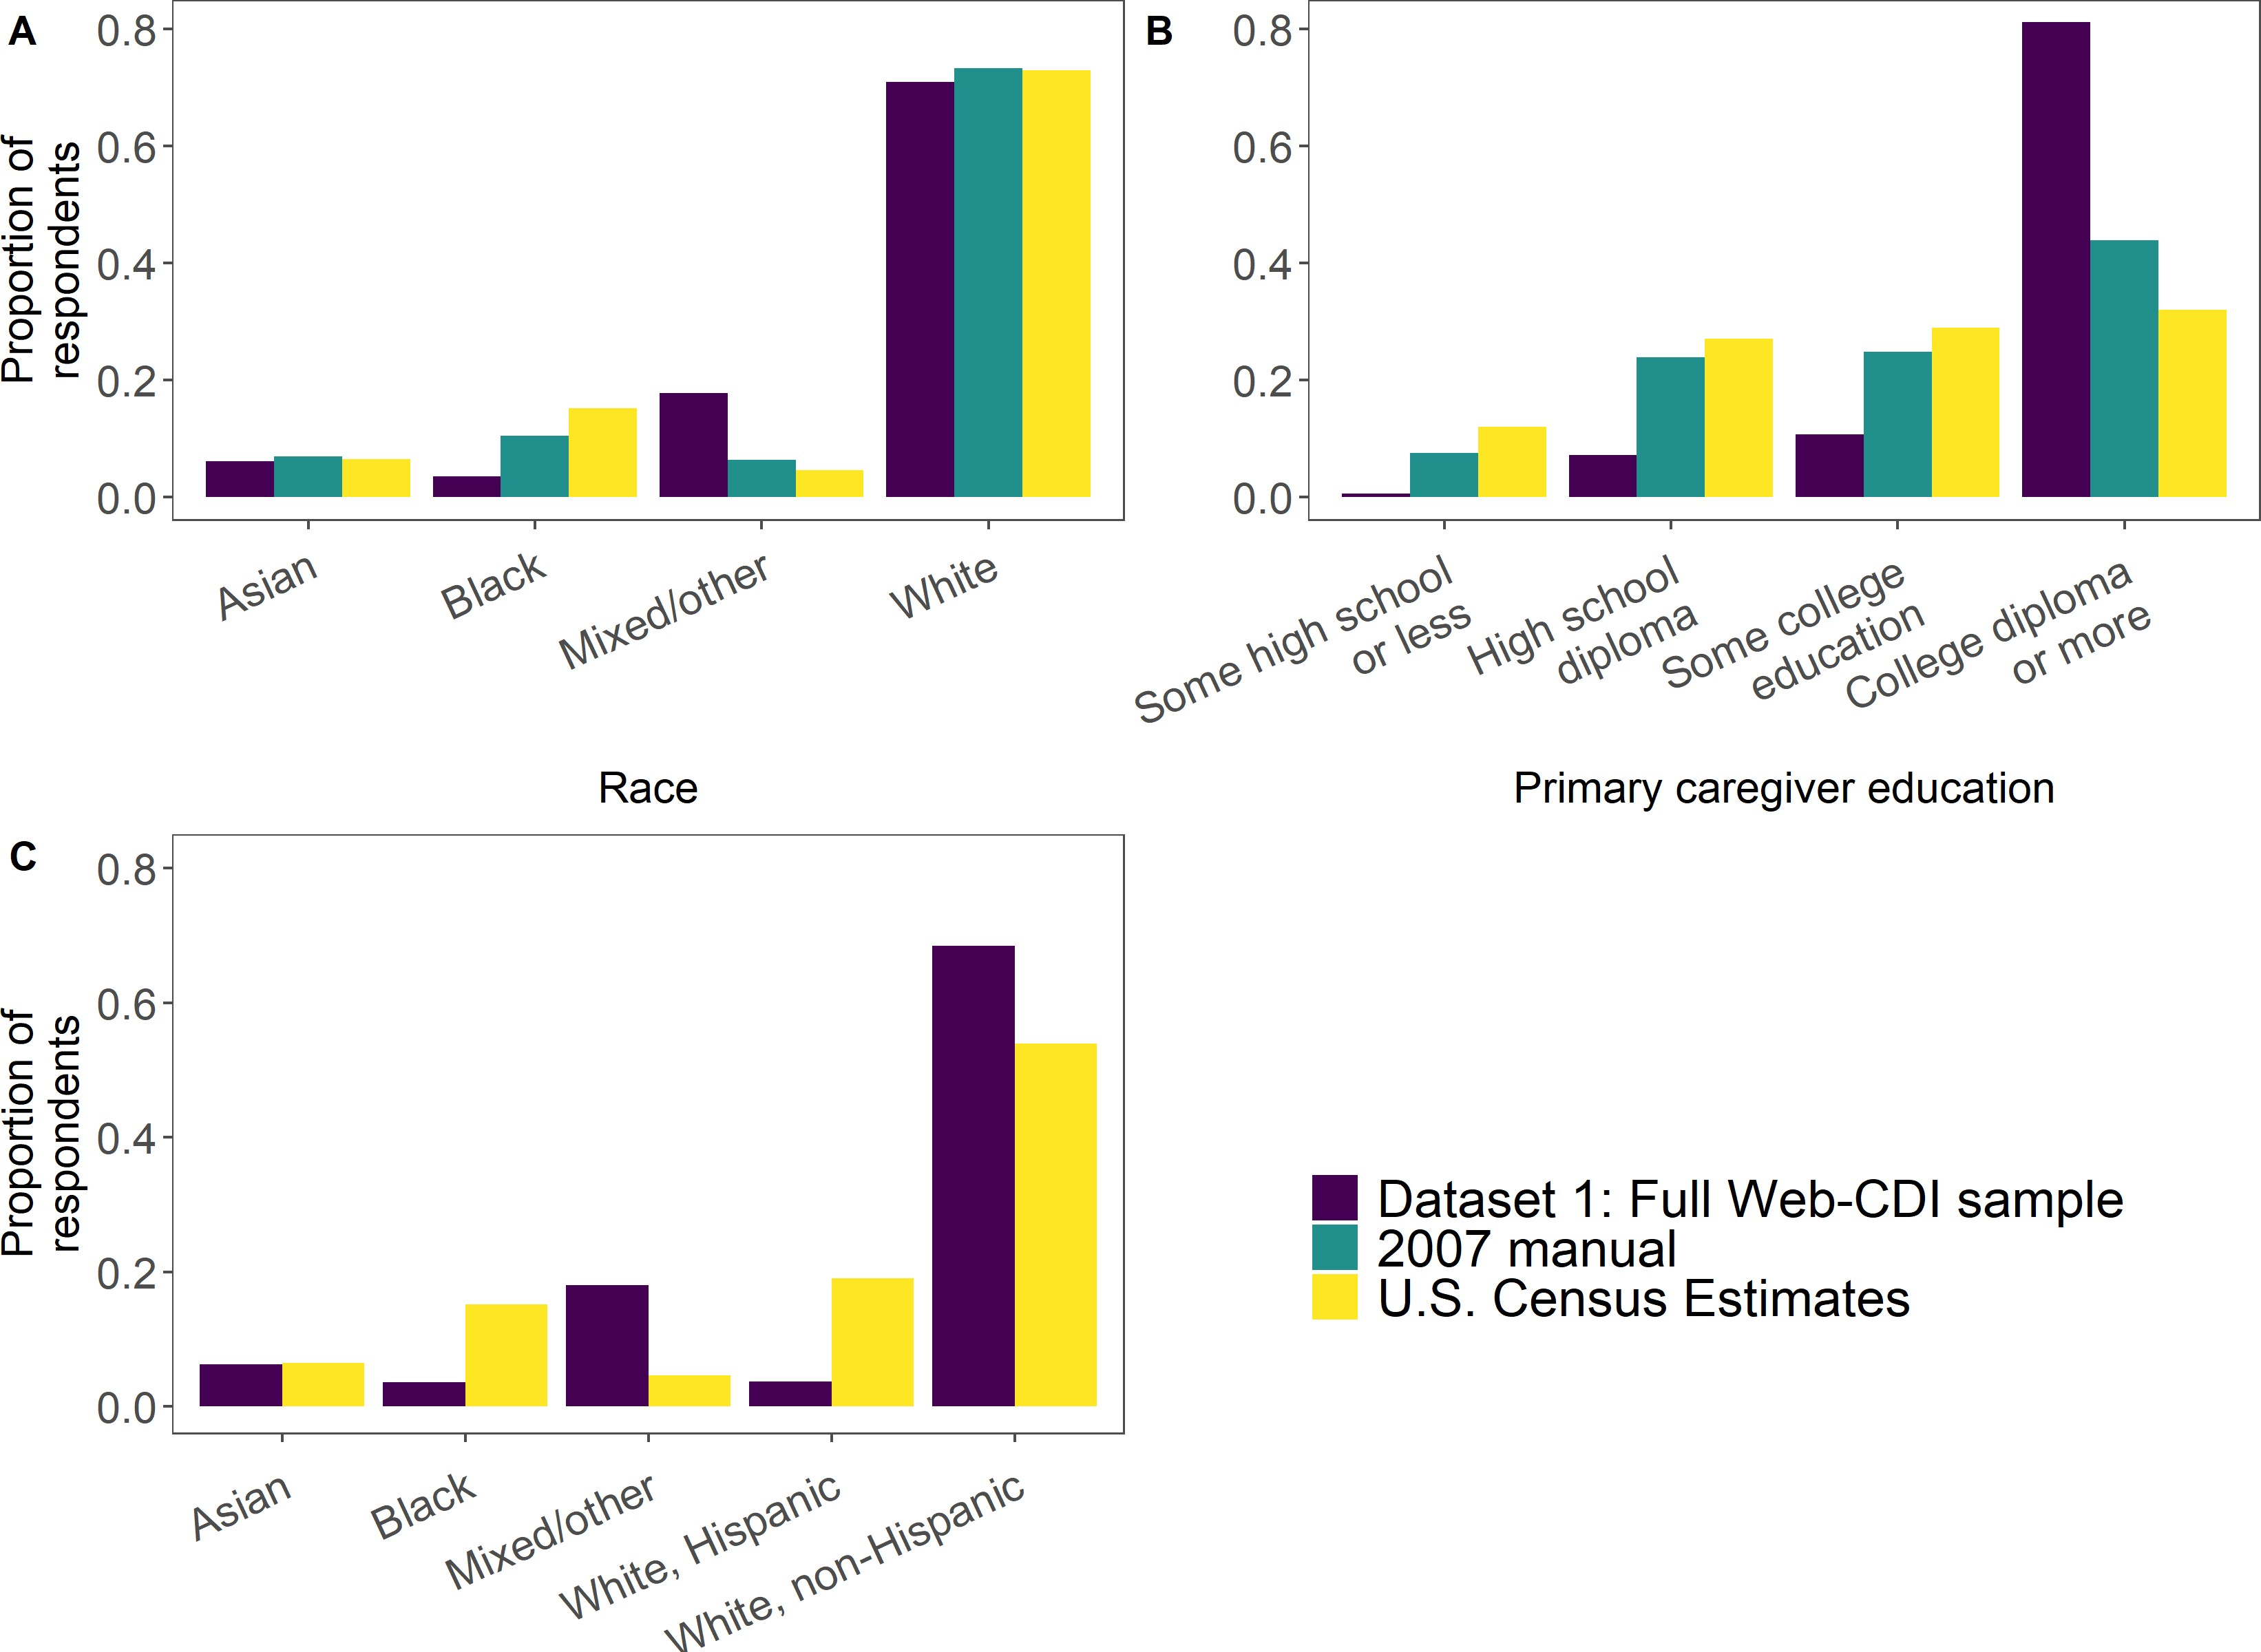 A
Proportion of
respondents
0.8
0.6
0.4
0.2
0.0
Asian
Black
Mixed/other
White
Race
B
0.8
0.6
0.4
0.2
0.0
Some high school
or less
High school
diploma
Some college
education
College diploma
or more
Primary caregiver education
C
Proportion of
respondents
0.8
0.6
0.4
0.2
0.0
Asian
Black
Mixed/other
White, Hispanic
White, non-Hispanic
Dataset 1: Full Web-CDI sample
2007 manual
U.S. Census Estimates